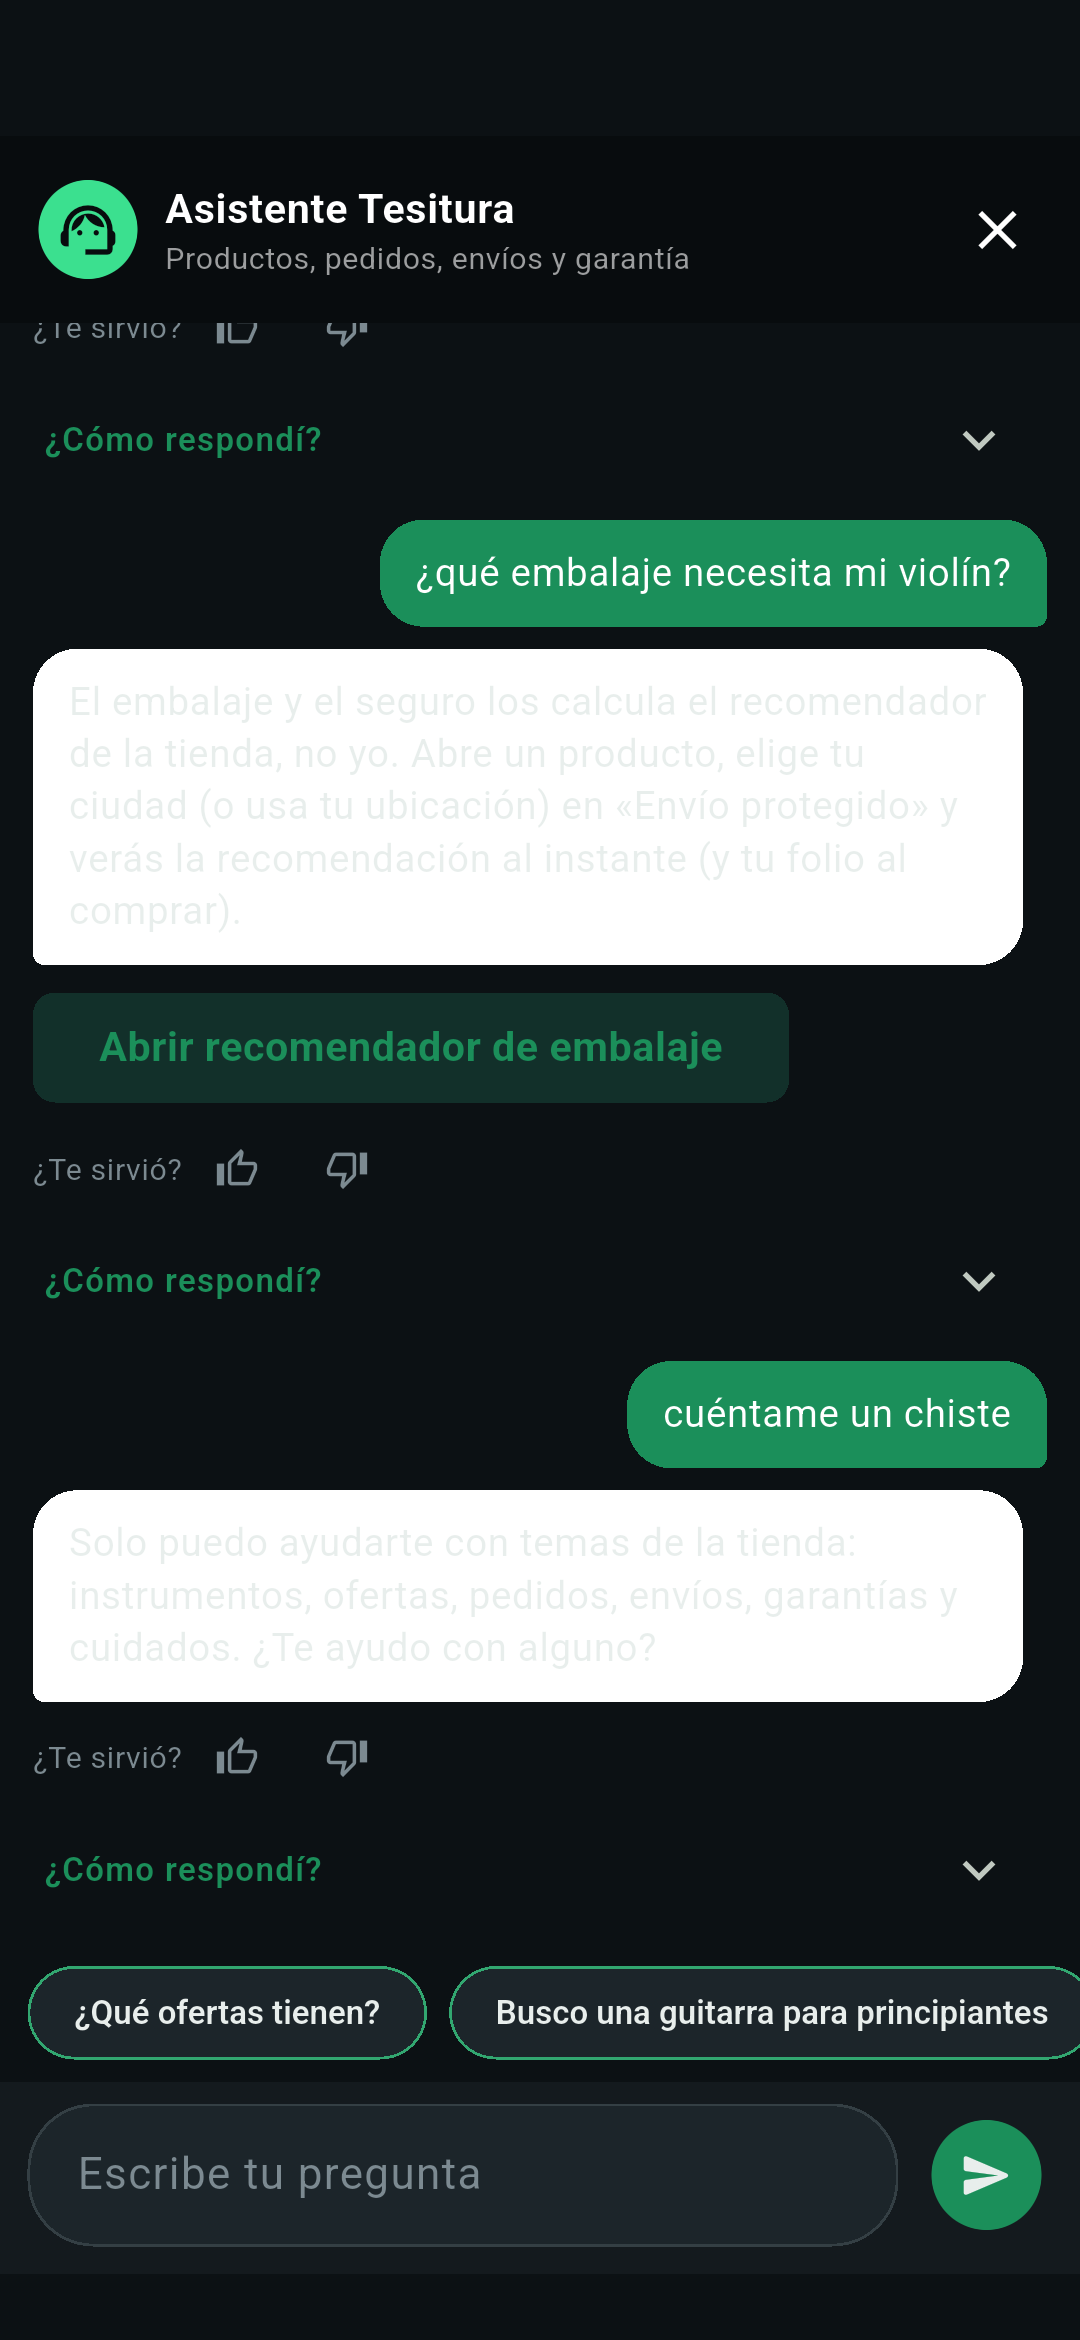 Asistente Tesitura
Productos, pedidos, envíos y garantía
¿Te sirvió?
¿Cómo respondí?
¿qué embalaje necesita mi violín?
El embalaje y el seguro los calcula el recomendador
de la tienda, no yo. Abre un producto, elige tu
ciudad (o usa tu ubicación) en «Envío protegido» y
verás la recomendación al instante (y tu folio al
comprar).
Abrir recomendador de embalaje
¿Te sirvió?
¿Cómo respondí?
cuéntame un chiste
Solo puedo ayudarte con temas de la tienda:
instrumentos, ofertas, pedidos, envíos, garantías y
cuidados. ¿Te ayudo con alguno?
¿Te sirvió?
¿Cómo respondí?
¿Qué ofertas tienen?
Busco una guitarra para principiantes
Escribe tu pregunta